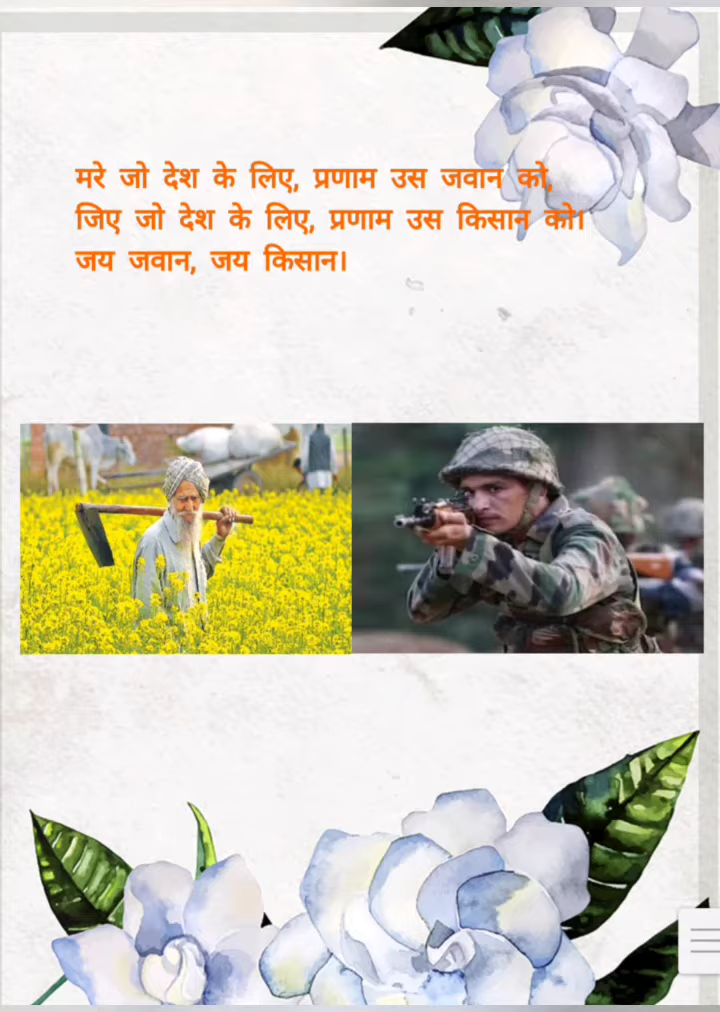 मरे जो देश के लिए, प्रणाम उस जवान को,
जिए जो देश के लिए, प्रणाम उस किसान को।
जय जवान, जय किसान।